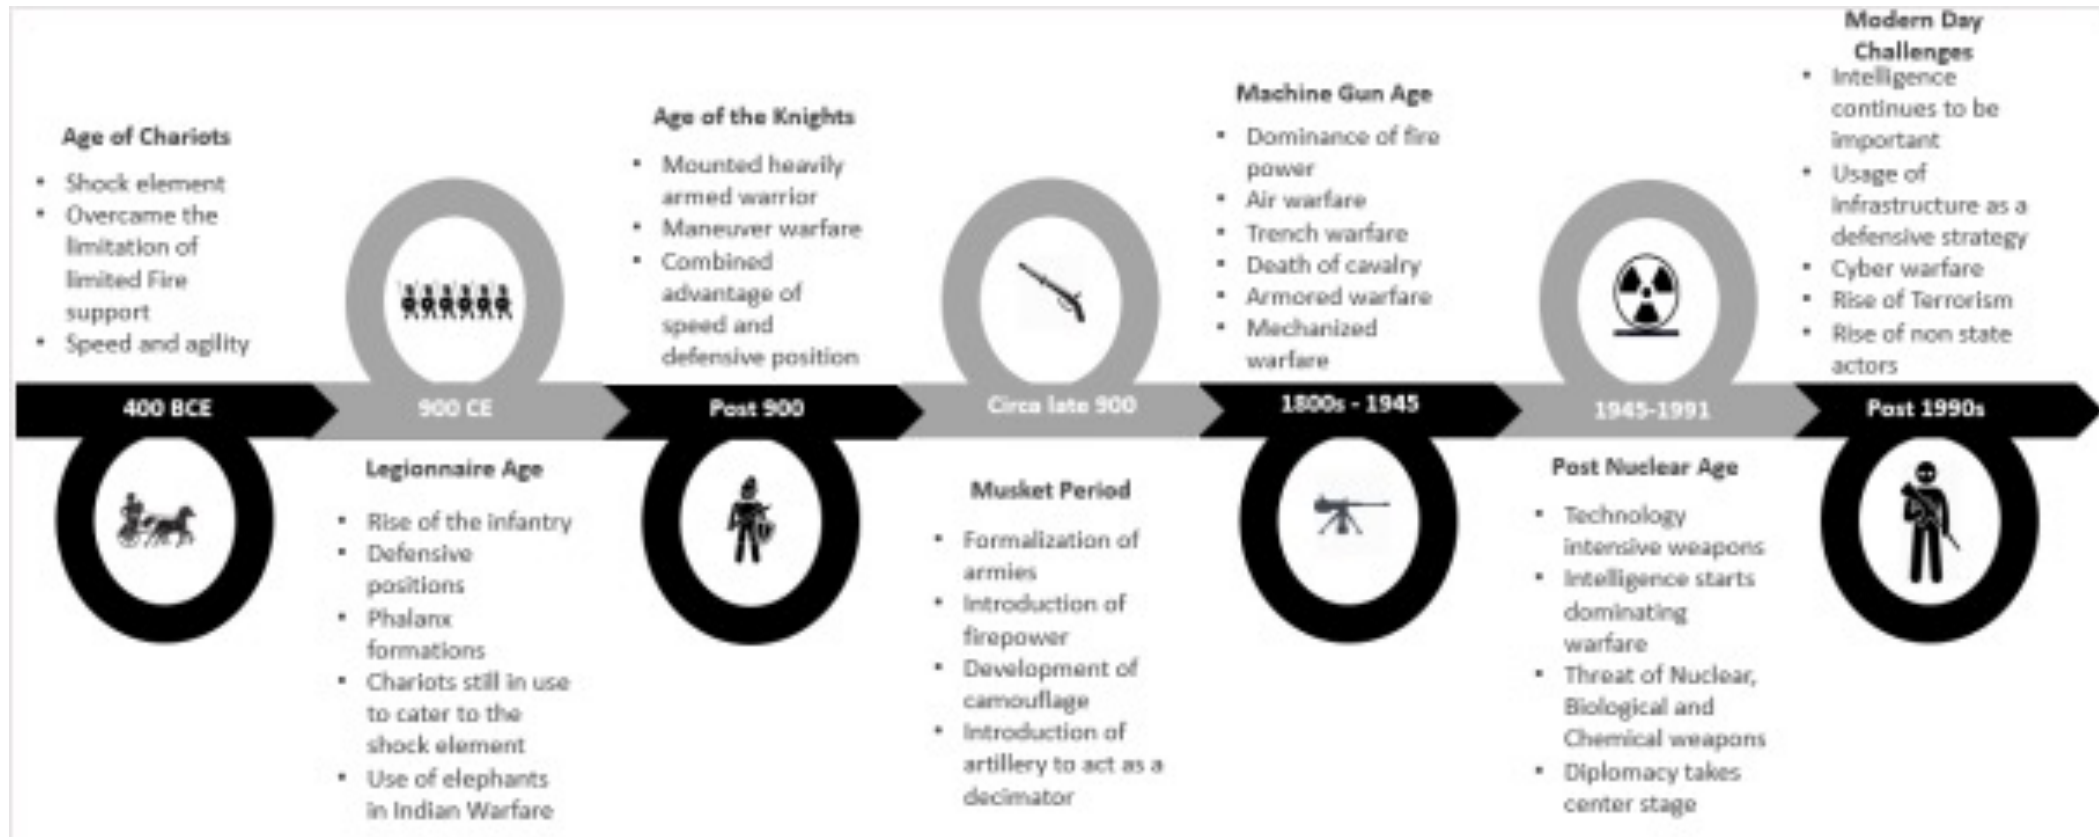 Age of Chariots
• Shock element
• Overcame the
limitation of
limited Fire
support
• Speed and agility
400 BCE
900 CE
Legionnaire Age
• Rise of the infantry
• Defensive
positions
• Phalanx
formations
• Chariots still in use
to cater to the
shock element
• Use of elephants
in Indian Warfare
Age of the Knights
• Mounted heavily
armed warrior
• Maneuver warfare
• Combined
advantage of
speed and
defensive position
Post 900
Circa late 900
Musket Period
• Formalization of
armies
• Introduction of
firepower
• Development of
camouflage
• Introduction of
artillery to act as a
decimator
Machine Gun Age
• Dominance of fire
power
• Air warfare
• Trench warfare
• Death of cavalry
• Armored warfare
• Mechanized
warfare
1800s - 1945
1945-1991
Post Nuclear Age
• Technology
intensive weapons
• Intelligence starts
dominating
warfare
• Threat of Nuclear,
Biological and
Chemical weapons
• Diplomacy takes
center stage
Modern Day
Challenges
• Intelligence
continues to be
important
• Usage of
infrastructure as a
defensive strategy
• Cyber warfare
• Rise of Terrorism
• Rise of non state
actors
Post 1990s